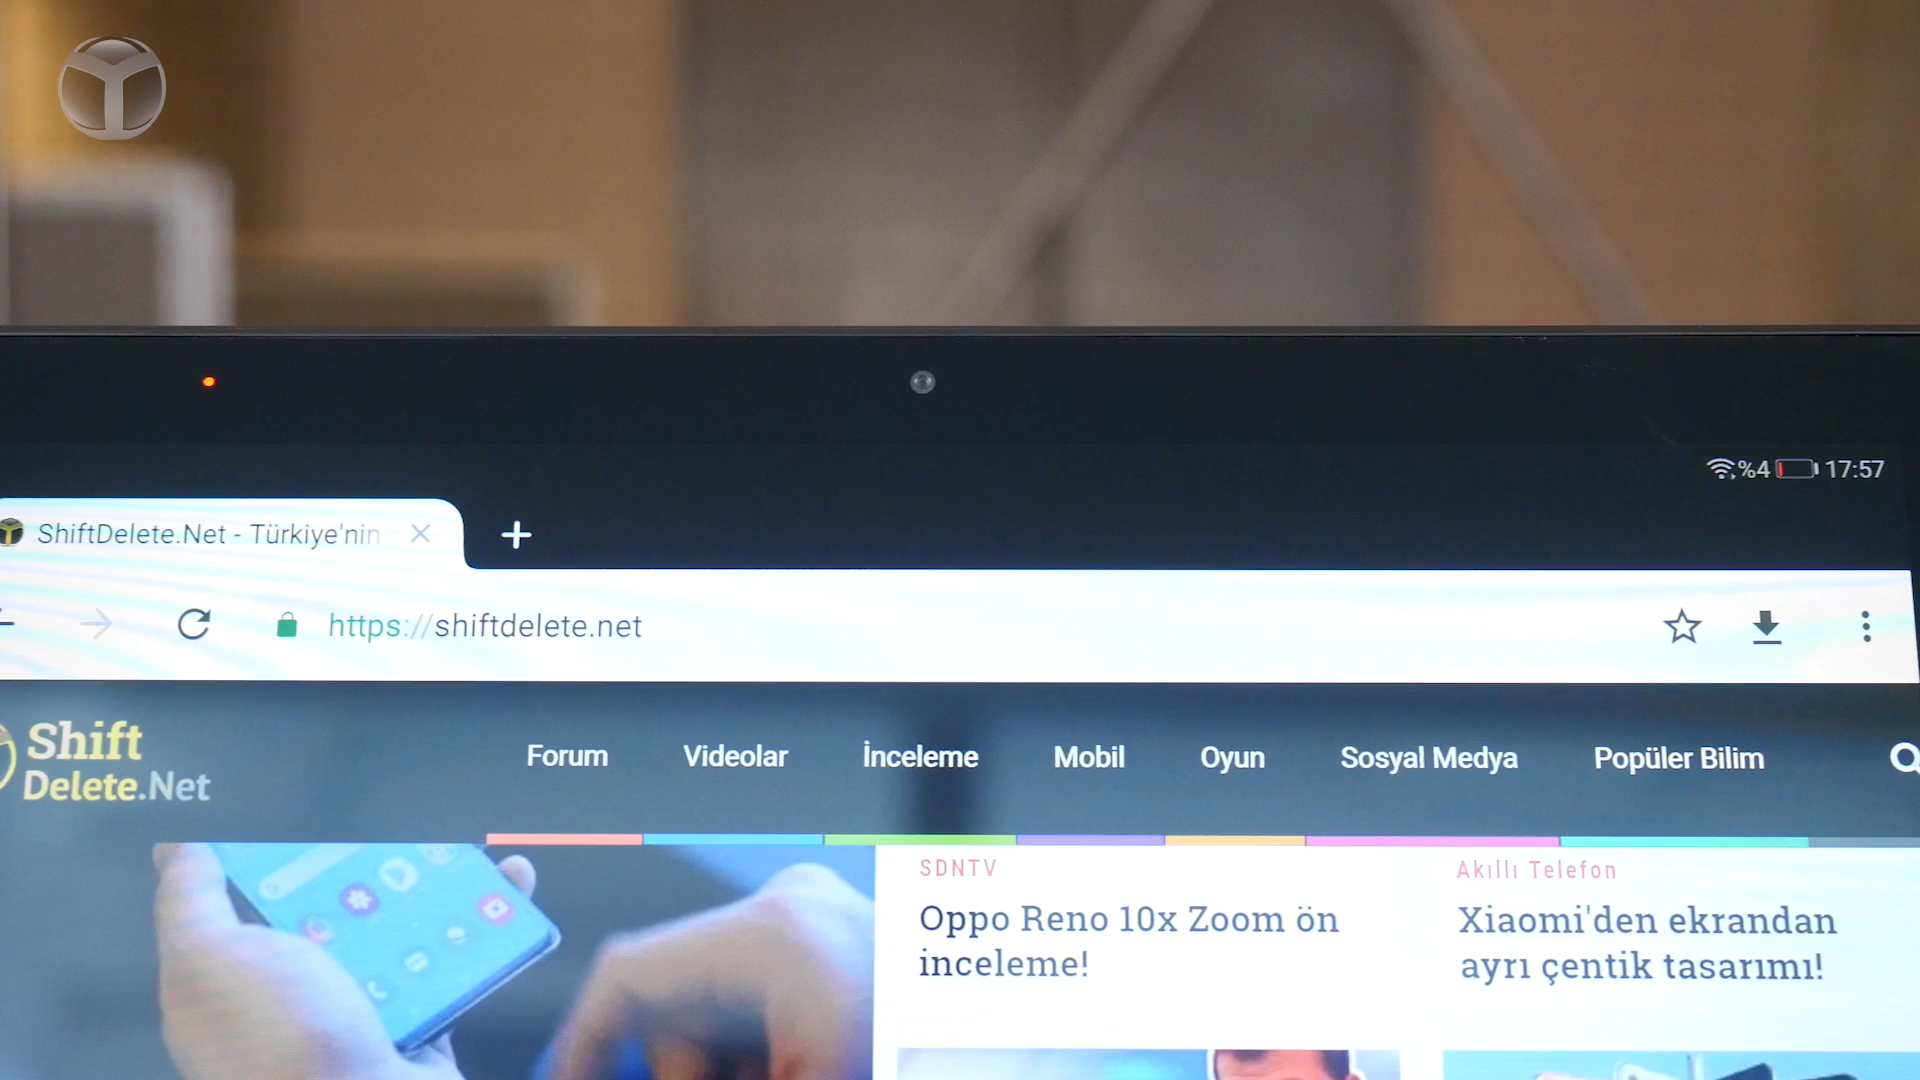 %4 17:57
ShiftDelete.Net - Türkiye'nin
https://shiftdelete.net
Shift
Delete.Net
Forum Videolar İnceleme Mobil Oyun Sosyal Medya Popüler Bilim
SDNTV
Oppo Reno 10x Zoom ön
inceleme!
Akıllı Telefon
Xiaomi'den ekrandan
ayrı çentik tasarımı!